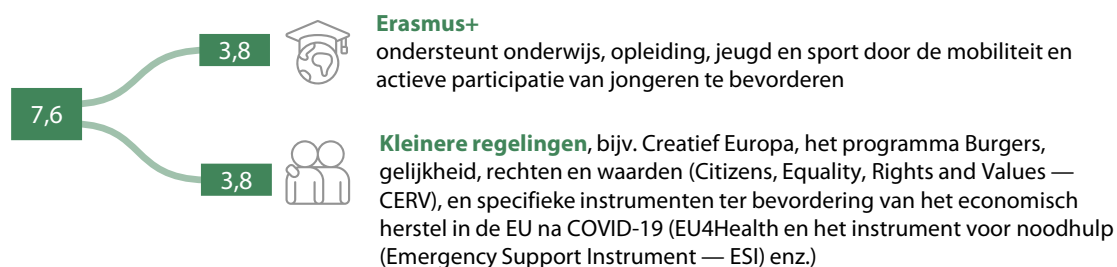 7,6
3,8
Erasmus+
ondersteunt onderwijs, opleiding, jeugd en sport door de mobiliteit en
actieve participatie van jongeren te bevorderen
3,8
Kleinere regelingen, bijv. Creatief Europa, het programma Burgers,
gelijkheid, rechten en waarden (Citizens, Equality, Rights and Values —
CERV), en specifieke instrumenten ter bevordering van het economisch
herstel in de EU na COVID-19 (EU4Health en het instrument voor noodhulp
(Emergency Support Instrument — ESI) enz.)